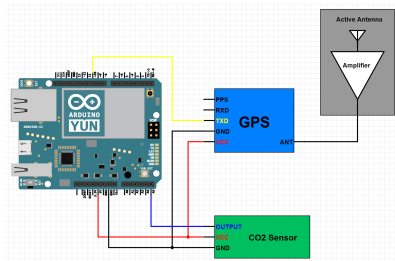 Active Antenna
Amplifier
ARDUINO
YUN
PPS
RXD
TXD
GND
VCC
GPS
ANT
OUTPUT
VCC
GND
CO2 Sensor